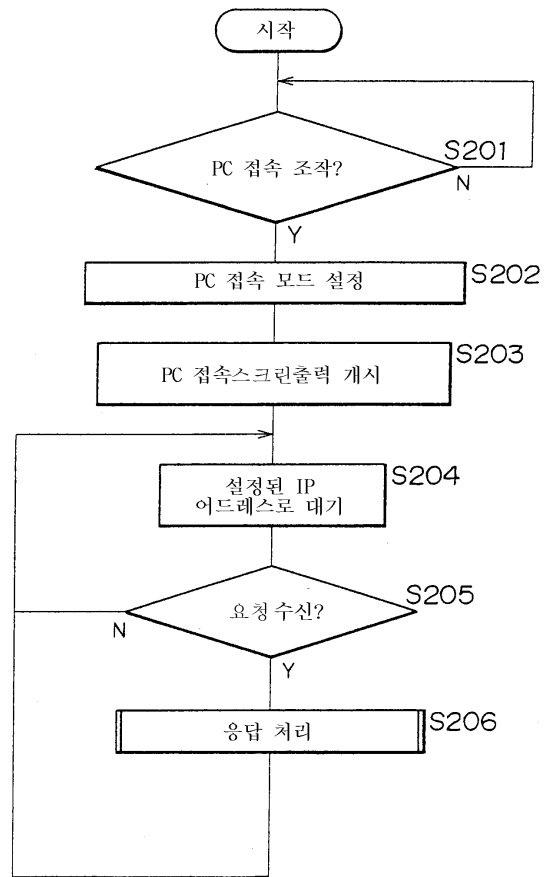 시작
PC 접속 조작?
S201
N
Y
PC 접속 모드 설정
S202
PC 접속스크린출력 개시
S203
설정된 IP
어드레스로 대기
S204
요청수신?
S205
N
Y
응답 처리
S206